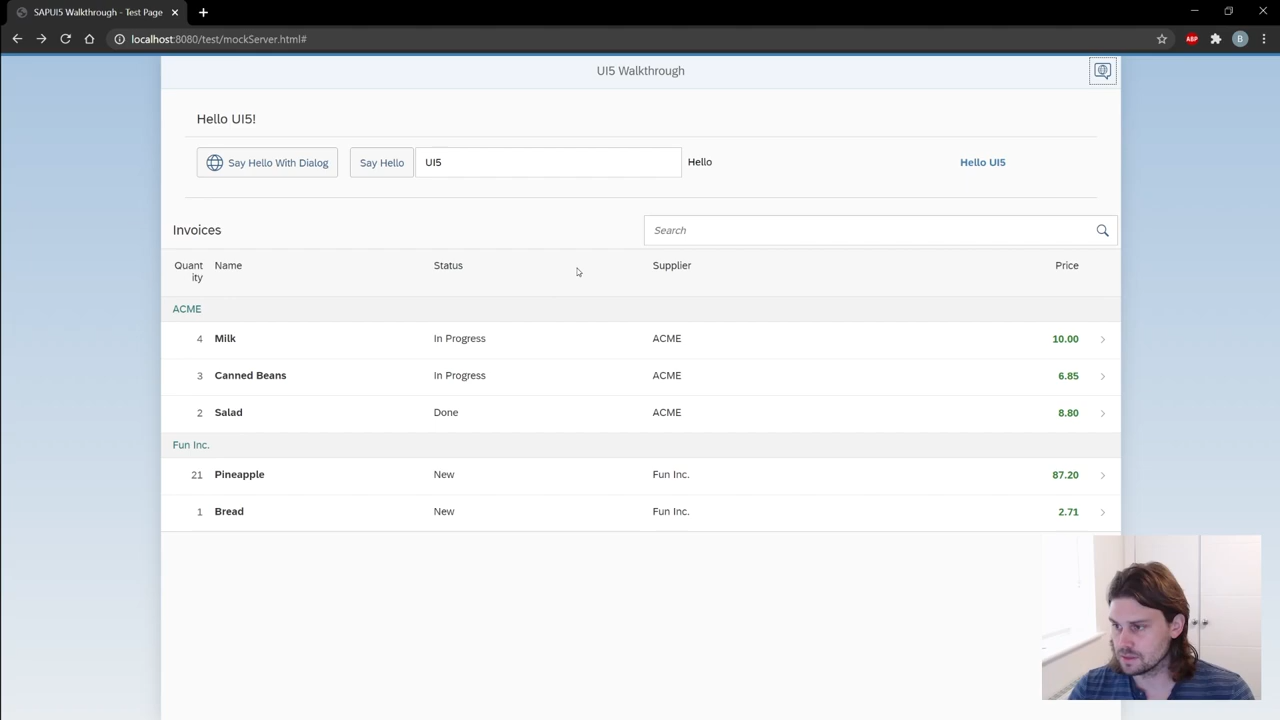 SAPUI5 Walkthrough - Test Page
localhost:8080/test/mockServer.html#
ABP
B
UI5 Walkthrough
Hello UI5!
Say Hello With Dialog
Say Hello
UI5
Hello
Hello UI5
Invoices
Search
Quant
ity
Name
Status
Supplier
Price
ACME
4 Milk In Progress ACME 10.00
3 Canned Beans In Progress ACME 6.85
2 Salad Done ACME 8.80
Fun Inc.
21 Pineapple New Fun Inc. 87.20
1 Bread New Fun Inc. 2.71